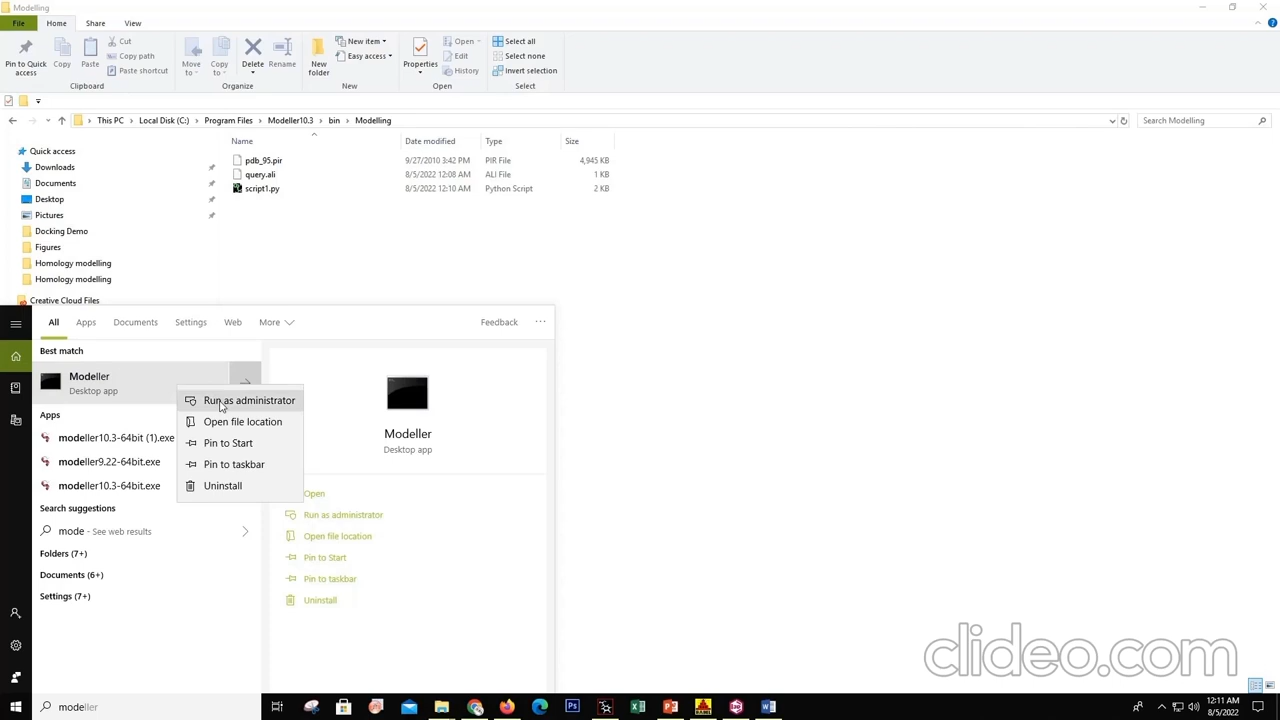 Modelling
File Home Share View
Pin to Quick access
Copy
Paste
Cut
Copy path
Paste shortcut
Move to
Copy to
Delete
Rename
New folder
New item
Easy access
Properties
Open
Edit
History
Select all
Select none
Invert selection
Clipboard Organize New Open Select
This PC Local Disk (C:) Program Files Modeller10.3 bin Modelling
Search Modelling
Name Date modified Type Size
pdb_95.pir 9/27/2010 3:42 PM PIR File 4,945 KB
query.ali 8/5/2022 12:08 AM ALI File 1 KB
script1.py 8/5/2022 12:10 AM Python Script 2 KB
Quick access
Downloads
Documents
Desktop
Pictures
Docking Demo
Figures
Homology modelling
Homology modelling
Creative Cloud Files
All Apps Documents Settings Web More Feedback ...
Best match
Modeller
Desktop app
Apps
modeller10.3-64bit (1).exe
modeller9.22-64bit.exe
modeller10.3-64bit.exe
Search suggestions
mode - See web results
Folders (7+)
Documents (6+)
Settings (7+)
Run as administrator
Open file location
Pin to Start
Pin to taskbar
Uninstall
Modeller
Desktop app
Open
Run as administrator
Open file location
Pin to Start
Pin to taskbar
Uninstall
clideo.com
modeller
12:11 AM
8/5/2022